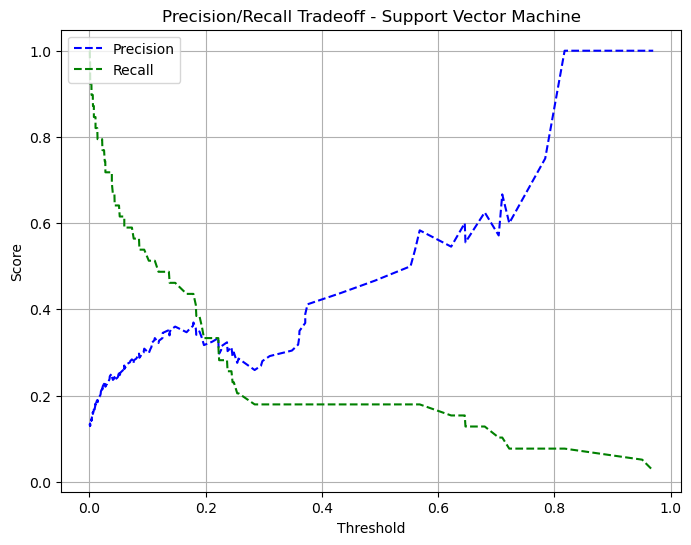 Precision/Recall Tradeoff - Support Vector Machine
Precision
Recall
1.0
0.8
0.6
0.4
0.2
0.0
Score
0.0 0.2 0.4 0.6 0.8 1.0
Threshold